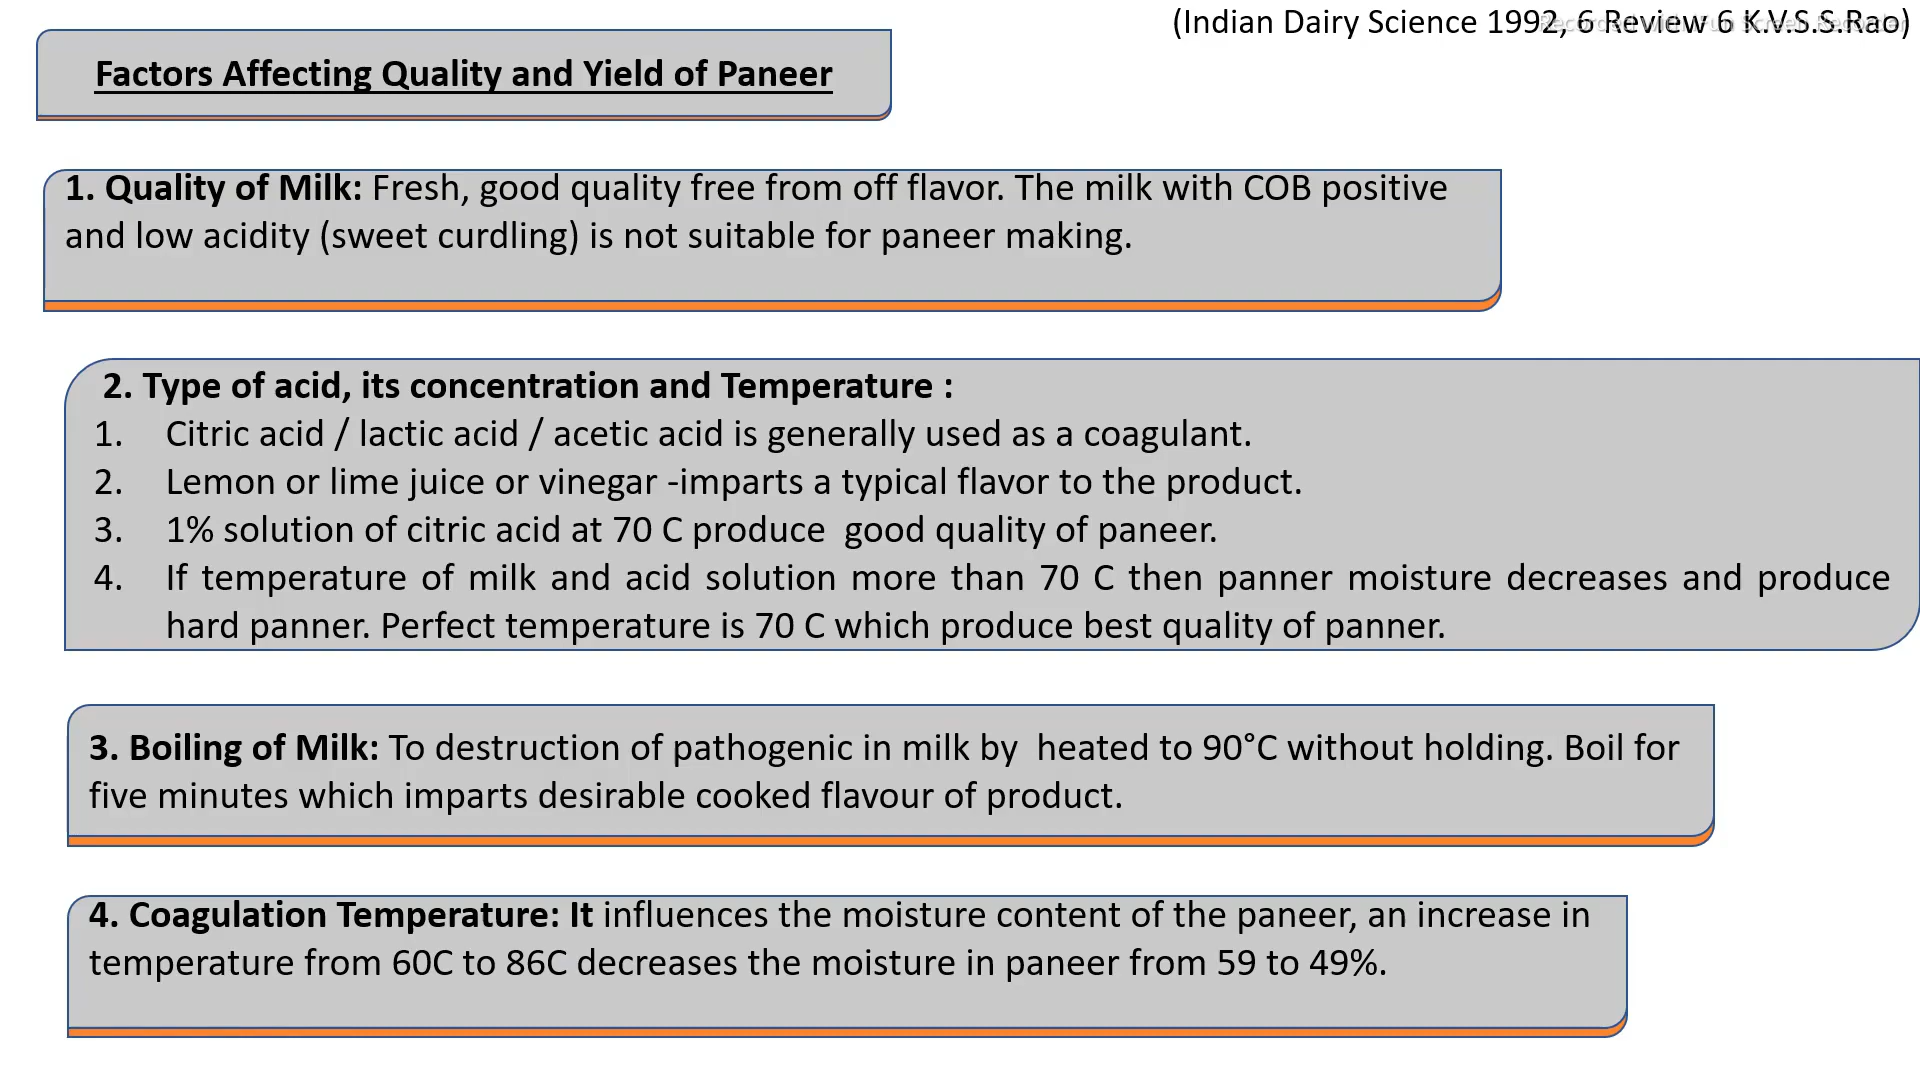 (Indian Dairy Science 1992, 6 Review 6 K.V.S.S.Rao)
Recorded with iFun Screen Recorder
Factors Affecting Quality and Yield of Paneer
1. Quality of Milk: Fresh, good quality free from off flavor. The milk with COB positive
and low acidity (sweet curdling) is not suitable for paneer making.
2. Type of acid, its concentration and Temperature :
1. Citric acid / lactic acid / acetic acid is generally used as a coagulant.
2. Lemon or lime juice or vinegar -imparts a typical flavor to the product.
3. 1% solution of citric acid at 70 C produce  good quality of paneer.
4. If temperature of milk and acid solution more than 70 C then panner moisture decreases and produce
hard panner. Perfect temperature is 70 C which produce best quality of panner.
3. Boiling of Milk: To destruction of pathogenic in milk by  heated to 90°C without holding. Boil for
five minutes which imparts desirable cooked flavour of product.
4. Coagulation Temperature: It influences the moisture content of the paneer, an increase in
temperature from 60C to 86C decreases the moisture in paneer from 59 to 49%.